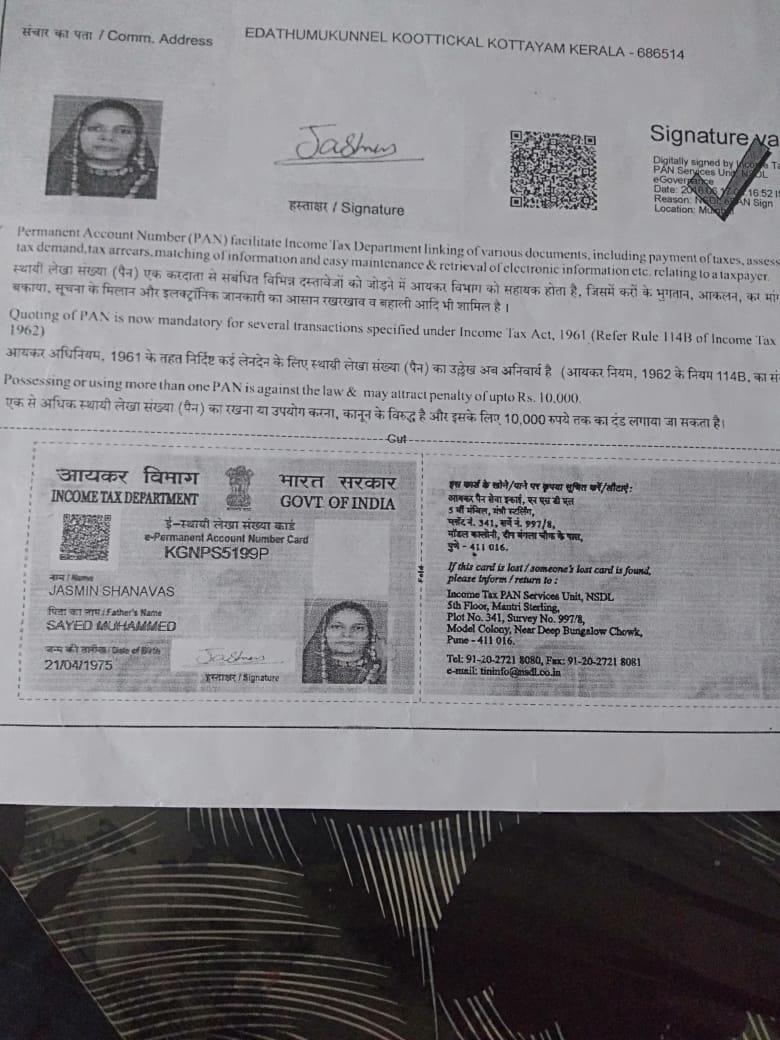 संचार का पता / Comm. Address
EDATHUMUKUNNEL KOOTTICKAL KOTTAYAM KERALA - 686514
Jasmin
हस्ताक्षर / Signature
Signature va
Digitally signed by Income Ta
PAN Services Unit, NSDL
eGovernance
Date: 2018.06
16:52 IS
Reason: NSDL ePAN Sign
Location: Mumbai
Permanent Account Number (PAN) facilitate Income Tax Department linking of various documents, including payment of taxes, assess
tax demand, tax arrears, matching of information and easy maintenance & retrieval of electronic information etc. relating to a taxpayer.
स्थायी लेखा संख्या (पैन) एक करदाता से संबंधित विभिन्न दस्तावेजों को जोड़ने में आयकर विभाग को सहायक होता है, जिसमें करों के भुगतान, आकलन, कर मांग
बकाया, सूचना के मिलान और इलक्ट्रॉनिक जानकारी का आसान रखरखाव व बहाली आदि भी शामिल है ।
Quoting of PAN is now mandatory for several transactions specified under Income Tax Act, 1961 (Refer Rule 114B of Income Tax
1962)
आयकर अधिनियम, 1961 के तहत निर्दिष्ट कई लेनदेन के लिए स्थायी लेखा संख्या (पैन) का उल्लेख अब अनिवार्य है (आयकर नियम, 1962 के नियम 114B, का सं
Possessing or using more than one PAN is against the law & may attract penalty of upto Rs. 10,000.
एक से अधिक स्थायी लेखा संख्या (पैन) का रखना या उपयोग करना, कानून के विरुद्ध है और इसके लिए 10,000 रुपये तक का दंड लगाया जा सकता है।
Cut
आयकर विभाग
INCOME TAX DEPARTMENT
भारत सरकार
GOVT OF INDIA
ई-स्थायी लेखा संख्या कार्ड
e-Permanent Account Number Card
KGNPS5199P
नाम / Name
JASMIN SHANAVAS
पिता का नाम / Father's Name
SAYED MUHAMMED
जन्म की तारीख / Date of Birth
21/04/1975
Jasmin
हस्ताक्षर / Signature
Fold
इस कार्ड के खोने/पाने पर कृपया सूचित करें/लौटाएं:
आयकर पैन सेवा इकाई, एन एस डी एल
5 वीं मंजिल, मंत्री स्टर्लिंग,
प्लॉट नं. 341, सर्वे नं. 997/8,
मॉडल कालोनी, दीप बंगला चौक के पास,
पुणे - 411 016.
If this card is lost / someone's lost card is found,
please inform / return to :
Income Tax PAN Services Unit, NSDL
5th Floor, Mantri Sterling,
Plot No. 341, Survey No. 997/8,
Model Colony, Near Deep Bungalow Chowk,
Pune - 411 016.
Tel: 91-20-2721 8080, Fax: 91-20-2721 8081
e-mail: tininfo@nsdl.co.in